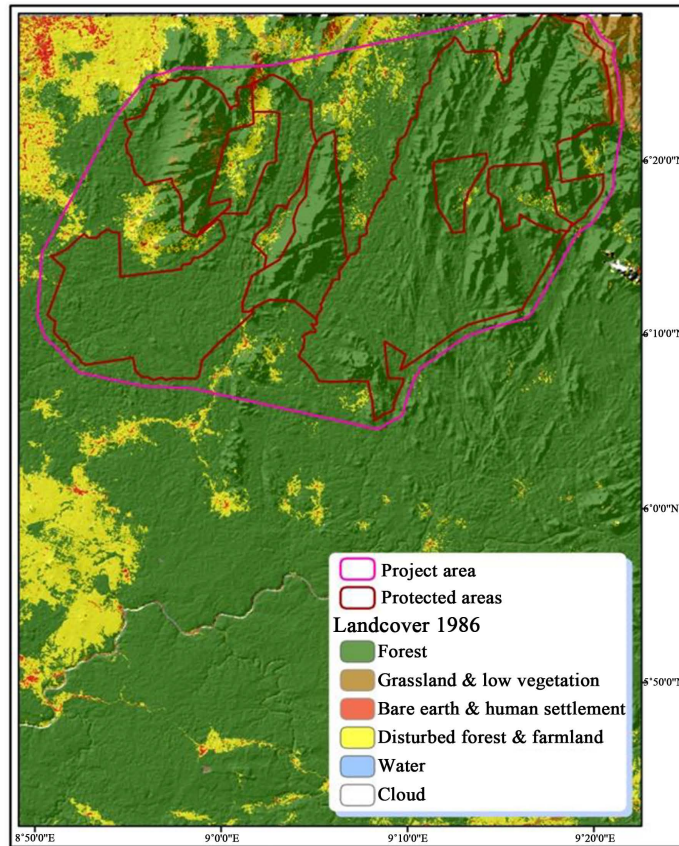 6°20'0"N
6°10'0"N
6°0'0"N
Project area
Protected areas
Landcover 1986
Forest
Grassland & low vegetation
Bare earth & human settlement
Disturbed forest & farmland
Water
Cloud
5°50'0"N
8°50'0"E 9°0'0"E 9°10'0"E 9°20'0"E